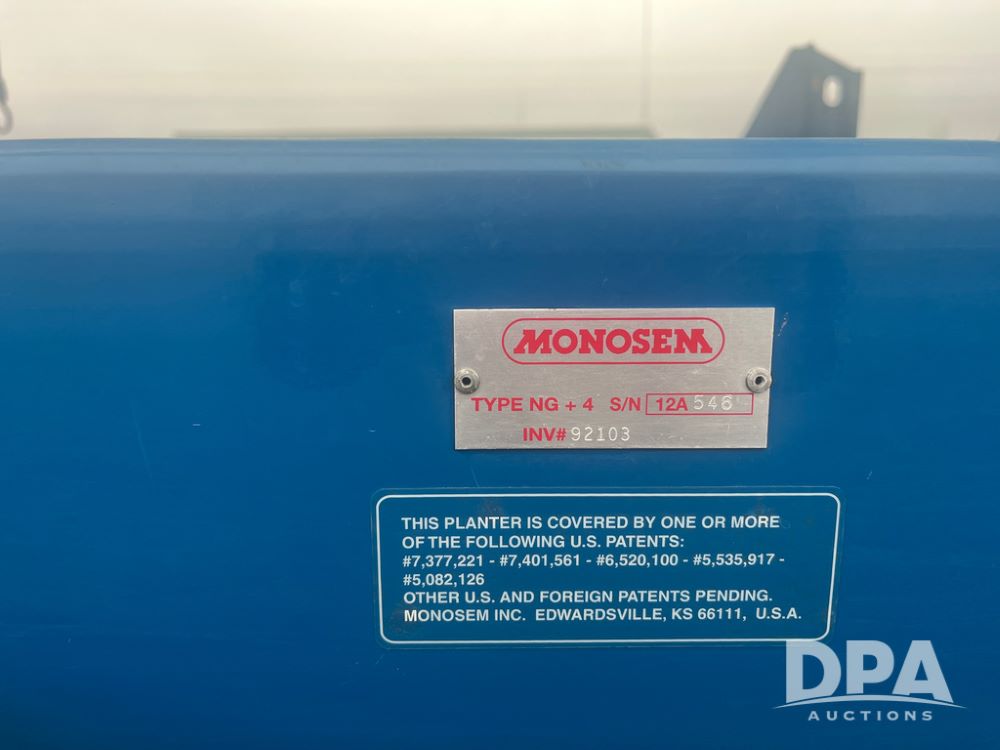 MONOSEM
TYPE NG + 4 S/N 12A 546
INV# 92103
THIS PLANTER IS COVERED BY ONE OR MORE
OF THE FOLLOWING U.S. PATENTS:
#7,377,221 - #7,401,561 - #6,520,100 - #5,535,917 -
#5,082,126
OTHER U.S. AND FOREIGN PATENTS PENDING.
MONOSEM INC. EDWARDSVILLE, KS 66111, U.S.A.
DPA
AUCTIONS